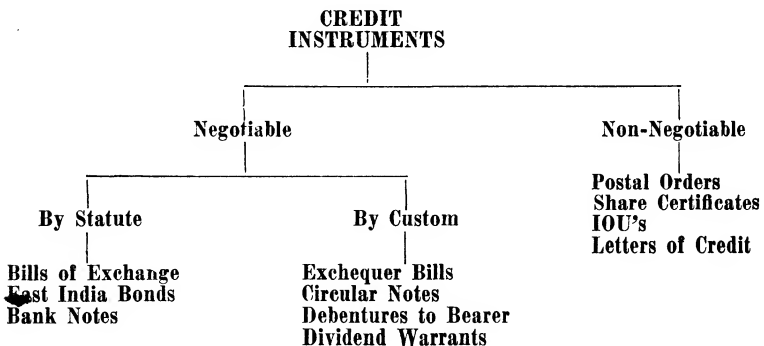 CREDIT
INSTRUMENTS
Negotiable
Non-Negotiable
By Statute
By Custom
Postal Orders
Share Certificates
IOU's
Letters of Credit
Bills of Exchange
East India Bonds
Bank Notes
Exchequer Bills
Circular Notes
Debentures to Bearer
Dividend Warrants